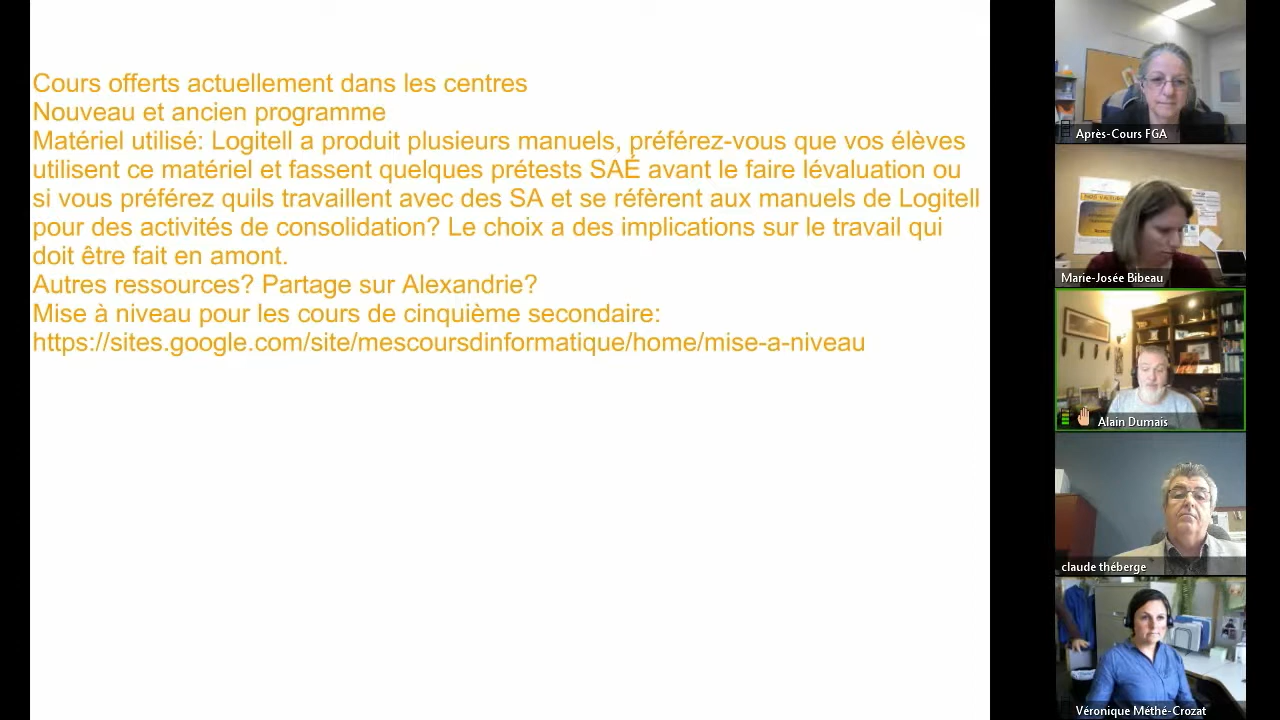 Cours offerts actuellement dans les centres
Nouveau et ancien programme
Matériel utilisé: Logitell a produit plusieurs manuels, préférez-vous que vos élèves
utilisent ce matériel et fassent quelques prétests SAÉ avant le faire lévaluation ou
si vous préférez quils travaillent avec des SA et se réfèrent aux manuels de Logitell
pour des activités de consolidation? Le choix a des implications sur le travail qui
doit être fait en amont.
Autres ressources? Partage sur Alexandrie?
Mise à niveau pour les cours de cinquième secondaire:
https://sites.google.com/site/mescoursdinformatique/home/mise-a-niveau
Après-Cours FGA
Marie-Josée Bibeau
Alain Dumais
claude théberge
Véronique Méthé-Crozat